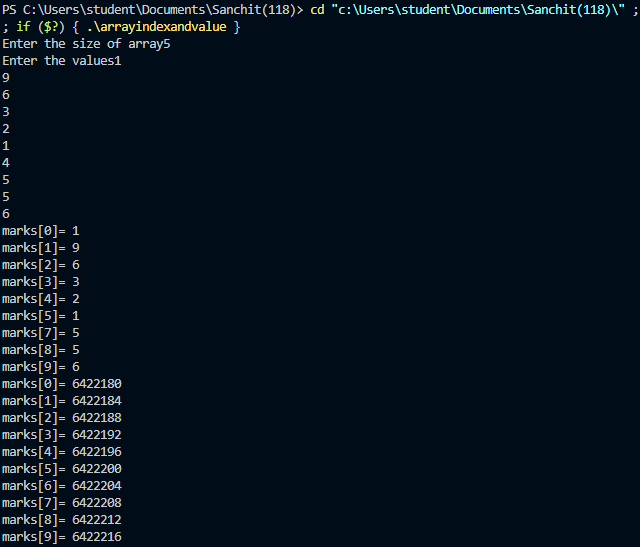 PS C:\Users\student\Documents\Sanchit(118)> cd "c:\Users\student\Documents\Sanchit(118)\" ;
; if ($?) { .\arrayindexandvalue }
Enter the size of array5
Enter the values1
9
6
3
2
1
4
5
5
6
marks[0]= 1
marks[1]= 9
marks[2]= 6
marks[3]= 3
marks[4]= 2
marks[5]= 1
marks[7]= 5
marks[8]= 5
marks[9]= 6
marks[0]= 6422180
marks[1]= 6422184
marks[2]= 6422188
marks[3]= 6422192
marks[4]= 6422196
marks[5]= 6422200
marks[6]= 6422204
marks[7]= 6422208
marks[8]= 6422212
marks[9]= 6422216